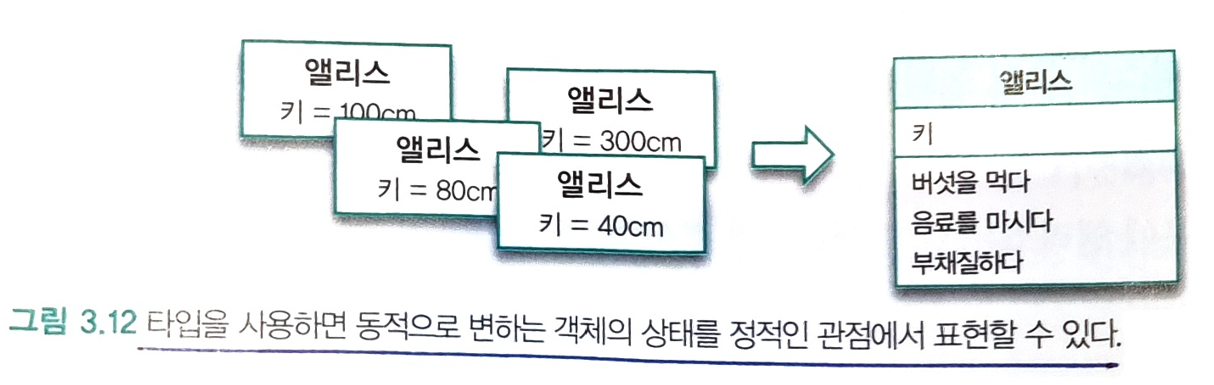 앨리스
키 = 100cm
앨리스
키 = 300cm
앨리스
키 = 80cm
앨리스
키 = 40cm
앨리스
키
버섯을 먹다
음료를 마시다
부채질하다
그림 3.12 타입을 사용하면 동적으로 변하는 객체의 상태를 정적인 관점에서 표현할 수 있다.